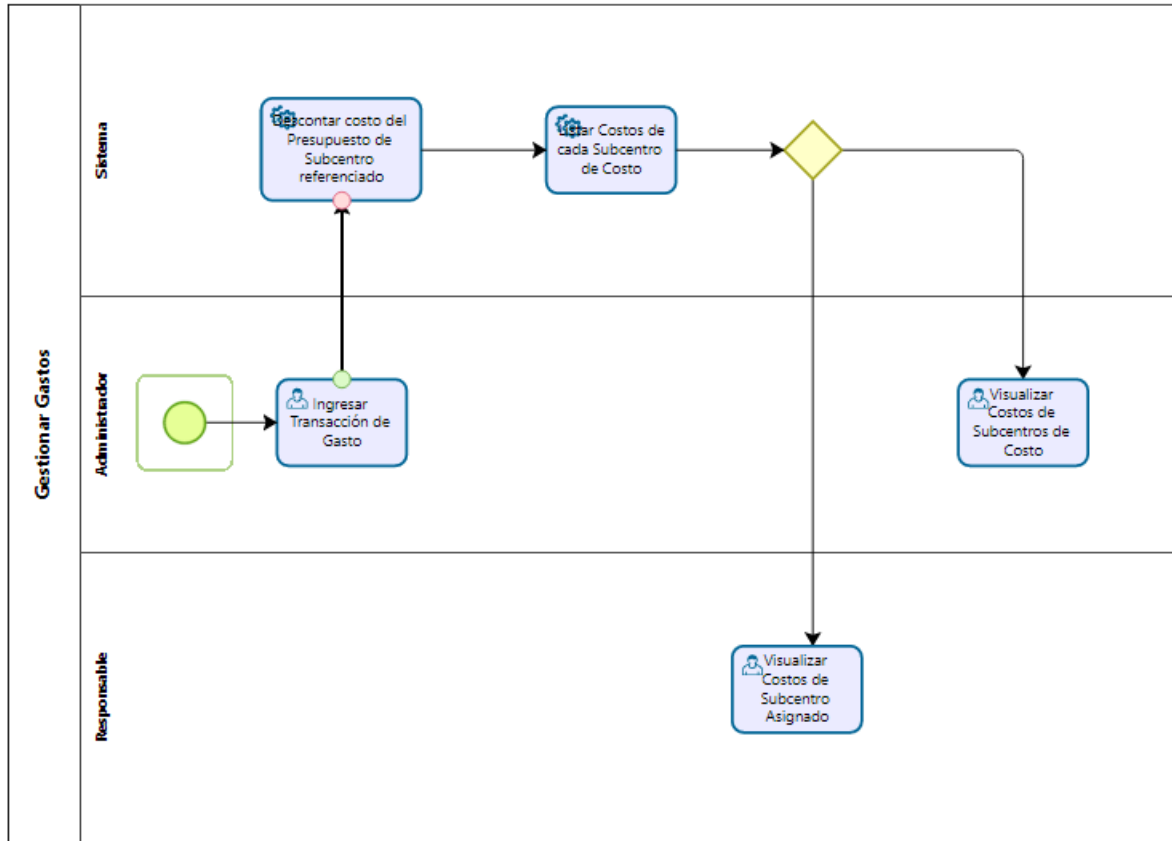 Gestionar Gastos
Sistema
Descontar costo del
Presupuesto de
Subcentro
referenciado
Listar Costos de
cada Subcentro
de Costo
Administrador
Ingresar
Transacción de
Gasto
Visualizar
Costos de
Subcentros de
Costo
Responsable
Visualizar
Costos de
Subcentro
Asignado